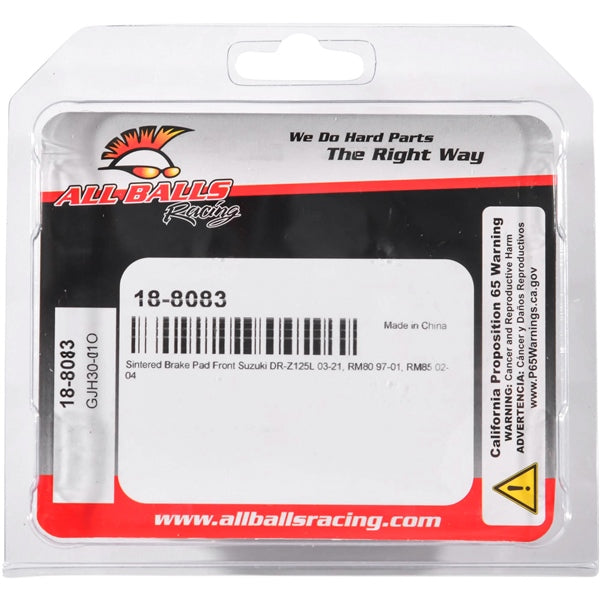 We Do Hard Parts
The Right Way
ALL BALLS
Racing
18-8083
Made in China
Sintered Brake Pad Front Suzuki DR-Z125L 03-21, RM80 97-01, RM85 02-
04
18-8083
GJH30-01O
California Proposition 65 Warning
WARNING: Cancer and Reproductive Harm
ADVERTENCIA: Cáncer y Daños Reproductivos
www.P65Warnings.ca.gov
www.allballsracing.com